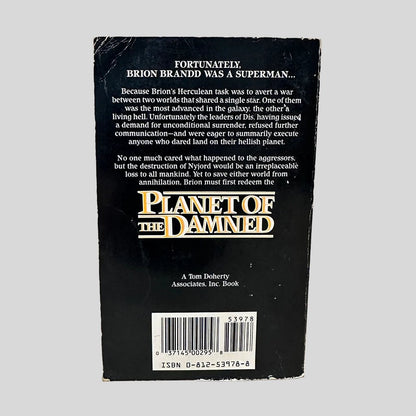 FORTUNATELY,
BRION BRANDD WAS A SUPERMAN...
Because Brion's Herculean task was to avert a war
between two worlds that shared a single star. One of them
was the most advanced in the galaxy, the other a
living hell. Unfortunately the leaders of Dis, having issued
a demand for unconditional surrender, refused further
communication—and were eager to summarily execute
anyone who dared land on their hellish planet.
No one much cared what happened to the aggressors,
but the destruction of Nyjord would be an irreplaceable
loss to all mankind. Yet to save either world from
annihilation, Brion must first redeem the
PLANET OF
THE DAMNED
A Tom Doherty
Associates, Inc. Book
53978
0 37145 00295 8
ISBN 0-812-53978-8